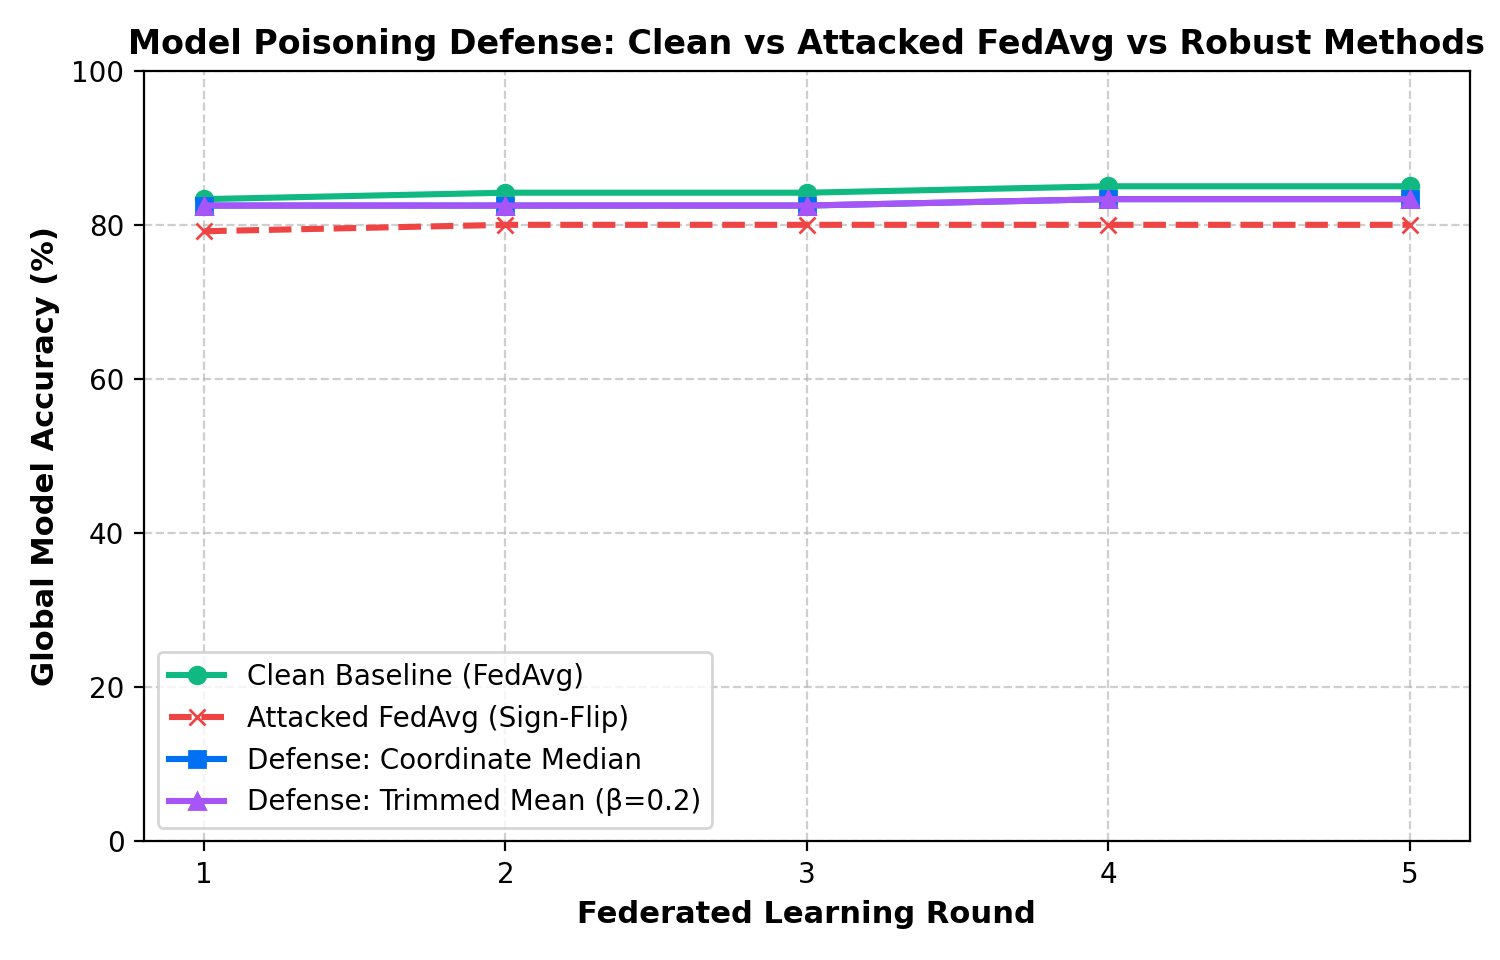 Model Poisoning Defense: Clean vs Attacked FedAvg vs Robust Methods
Global Model Accuracy (%)
100
80
60
40
20
0
Clean Baseline (FedAvg)
Attacked FedAvg (Sign-Flip)
Defense: Coordinate Median
Defense: Trimmed Mean (β=0.2)
1 2 3 4 5
Federated Learning Round